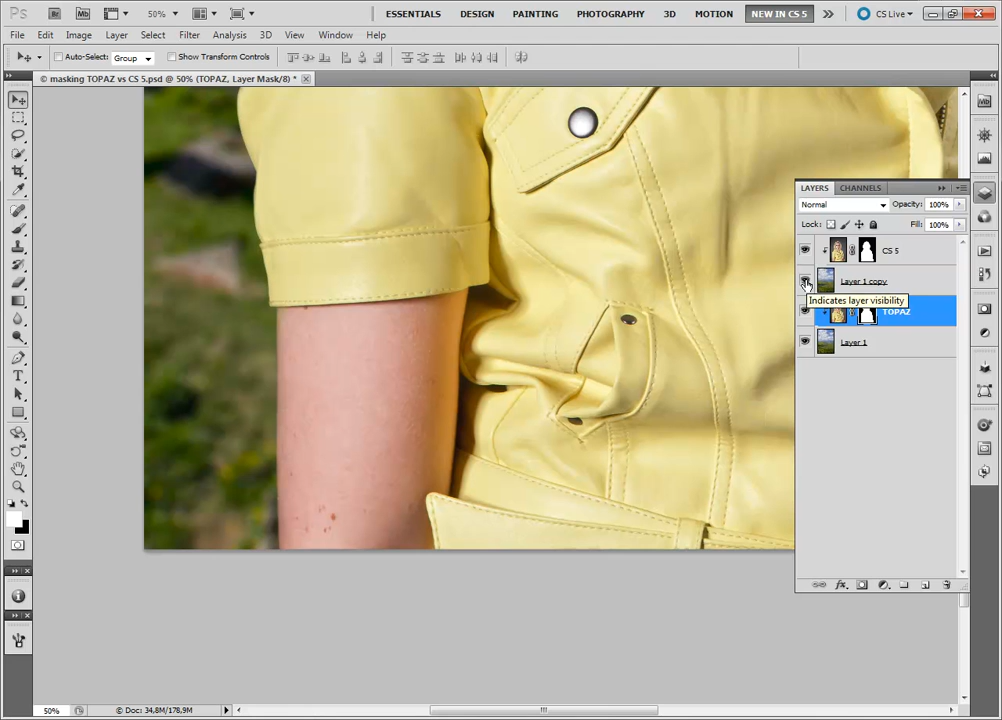 Ps Br Mb 50% ESSENTIALS DESIGN PAINTING PHOTOGRAPHY 3D MOTION NEW IN CS 5 CS Live
File Edit Image Layer Select Filter Analysis 3D View Window Help
Auto-Select: Group Show Transform Controls
© masking TOPAZ vs CS 5.psd @ 50% (TOPAZ, Layer Mask/8) *
Mb
LAYERS CHANNELS
Normal Opacity: 100%
Lock: Fill: 100%
CS 5
Layer 1 copy
Indicates layer visibility
TOPAZ
Layer 1
T
fx
50% © Doc: 34,8M/178,9M